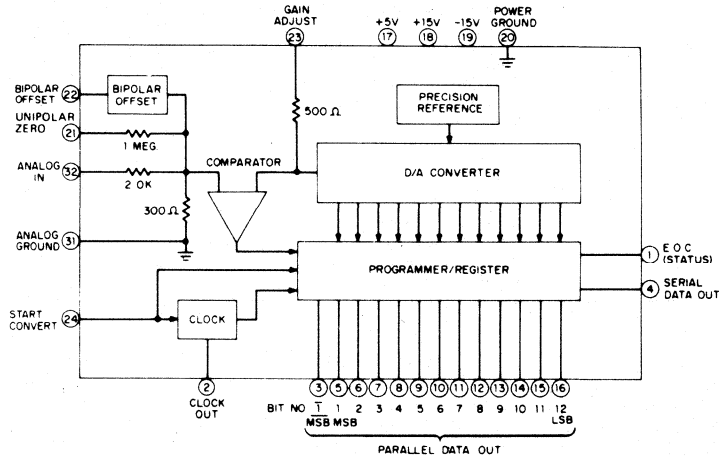 GAIN
ADJUST
23
+5V
17
+15V
18
-15V
19
POWER
GROUND
20
BIPOLAR
OFFSET
22
BIPOLAR
OFFSET
UNIPOLAR
ZERO
21
1 MEG.
ANALOG
IN
32
2 0K
300 Ω
500 Ω
COMPARATOR
PRECISION
REFERENCE
D/A CONVERTER
ANALOG
GROUND
31
PROGRAMMER/REGISTER
1
E O C
(STATUS)
4
SERIAL
DATA OUT
START
CONVERT
24
CLOCK
2
CLOCK
OUT
3 5 6 7 8 9 10 11 12 13 14 15 16
BIT NO 1̅ 1 2 3 4 5 6 7 8 9 10 11 12
M̅S̅B̅ MSB LSB
PARALLEL DATA OUT